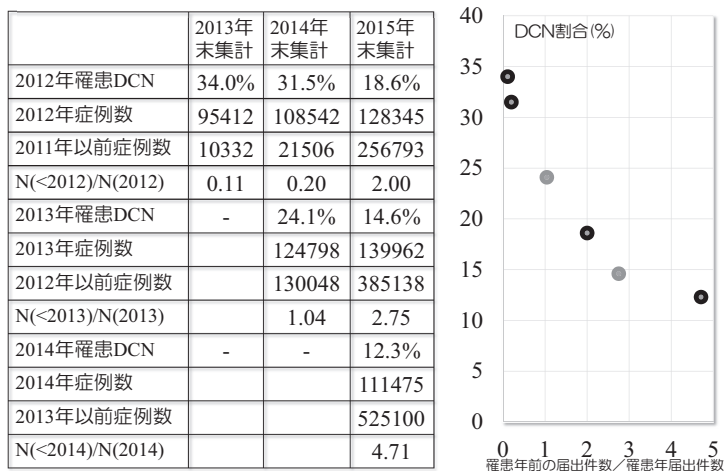 2013年末集計 2014年末集計 2015年末集計
2012年罹患DCN 34.0% 31.5% 18.6%
2012年症例数 95412 108542 128345
2011年以前症例数 10332 21506 256793
N(<2012)/N(2012) 0.11 0.20 2.00
2013年罹患DCN - 24.1% 14.6%
2013年症例数 124798 139962
2012年以前症例数 130048 385138
N(<2013)/N(2013) 1.04 2.75
2014年罹患DCN - - 12.3%
2014年症例数 111475
2013年以前症例数 525100
N(<2014)/N(2014) 4.71
DCN割合(%)
40
35
30
25
20
15
10
5
0
0 1 2 3 4 5
罹患年前の届出件数／罹患年届出件数